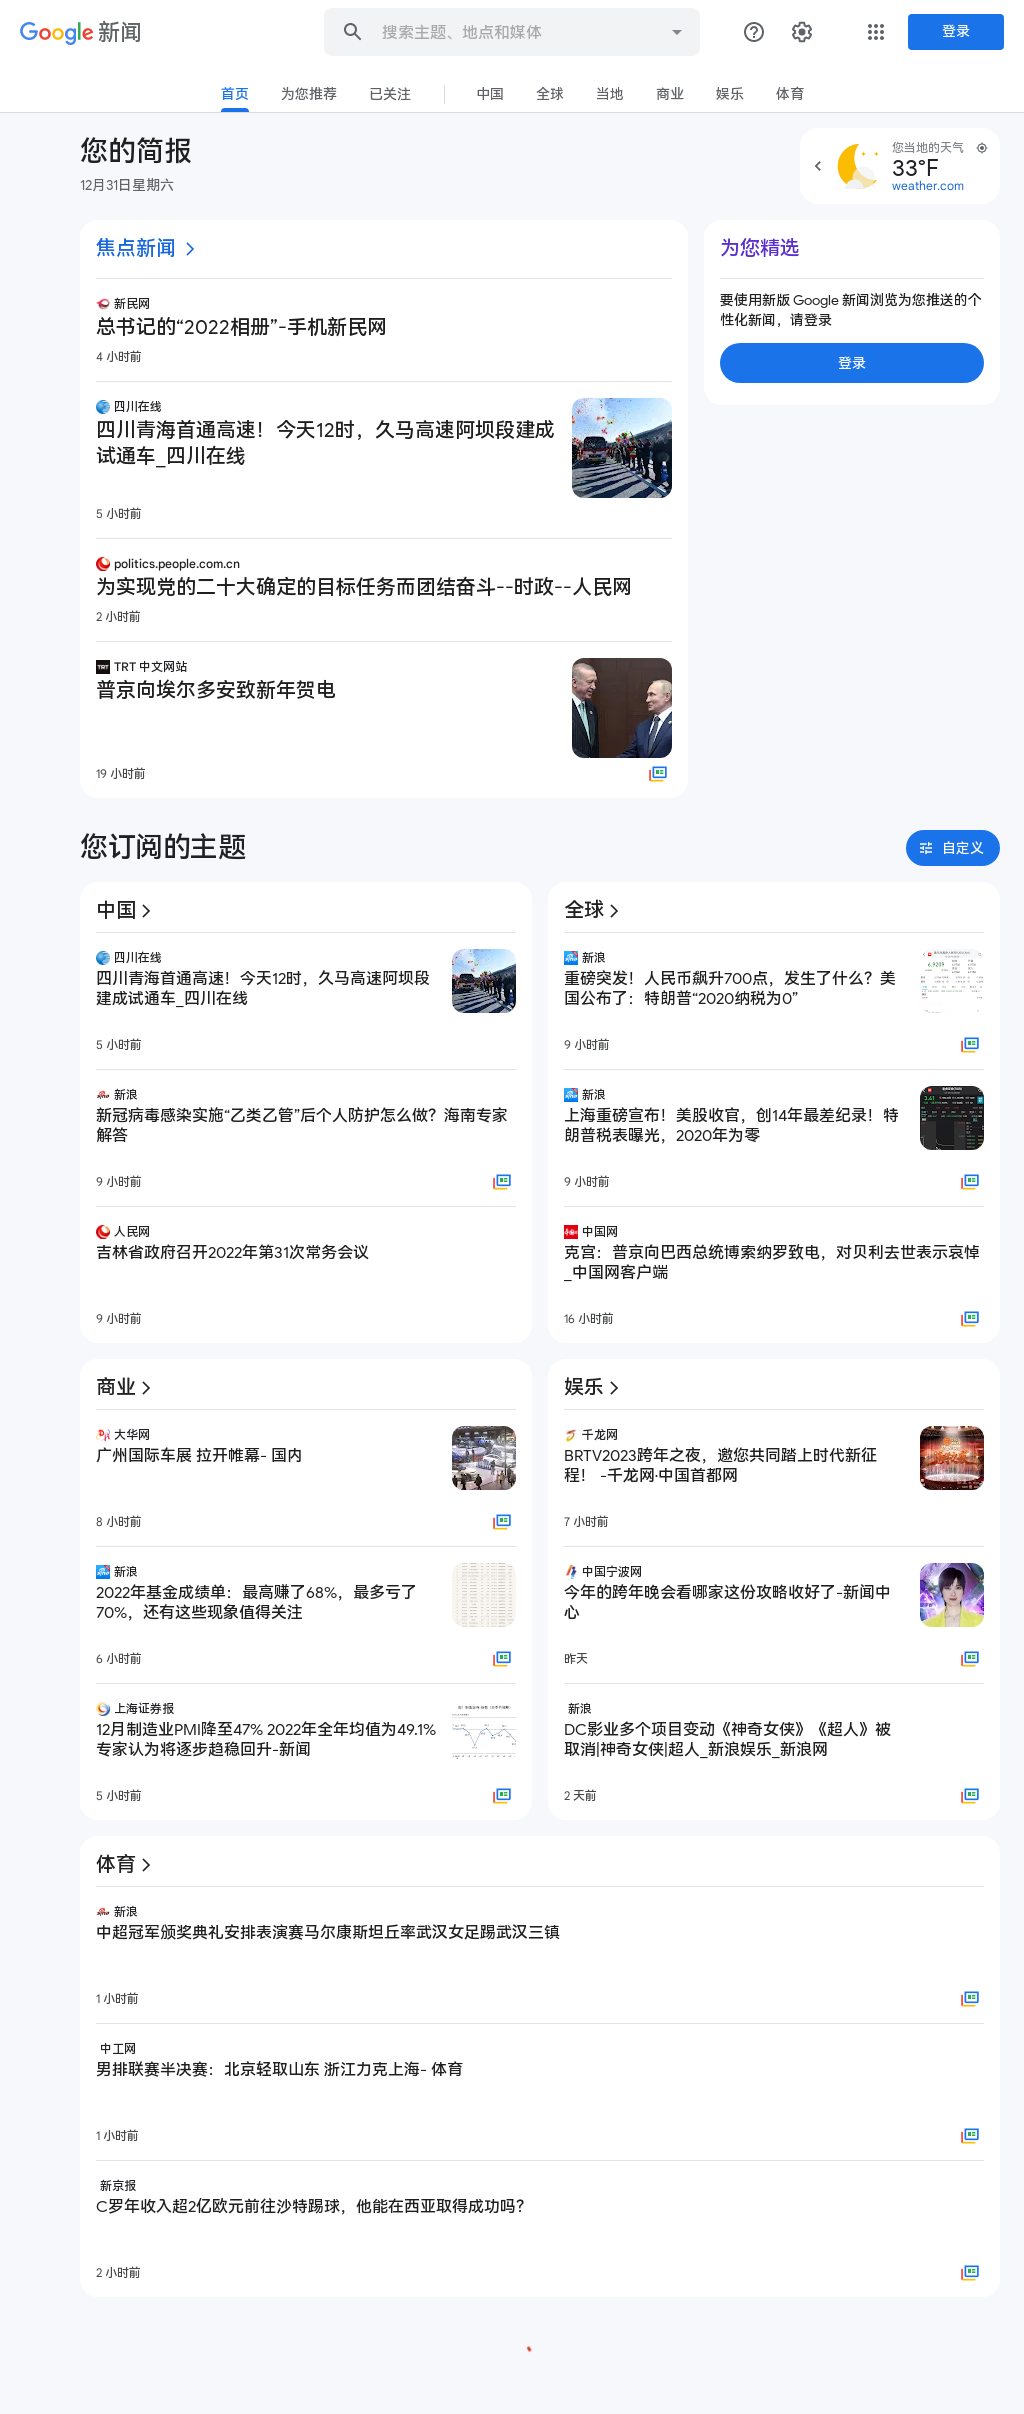 Google 新闻
搜索主题、地点和媒体
登录
首页
为您推荐
已关注
中国
全球
当地
商业
娱乐
体育
您的简报
12月31日星期六
您当地的天气
33°F
weather.com
焦点新闻
新民网
总书记的“2022相册”-手机新民网
4 小时前
四川在线
四川青海首通高速！今天12时，久马高速阿坝段建成
试通车_四川在线
5 小时前
politics.people.com.cn
为实现党的二十大确定的目标任务而团结奋斗--时政--人民网
2 小时前
TRT 中文网站
普京向埃尔多安致新年贺电
19 小时前
为您精选
要使用新版 Google 新闻浏览为您推送的个
性化新闻，请登录
登录
您订阅的主题
自定义
中国
四川在线
四川青海首通高速！今天12时，久马高速阿坝段
建成试通车_四川在线
5 小时前
新浪
新冠病毒感染实施“乙类乙管”后个人防护怎么做？海南专家
解答
9 小时前
人民网
吉林省政府召开2022年第31次常务会议
9 小时前
全球
新浪
重磅突发！人民币飙升700点，发生了什么？美
国公布了：特朗普“2020纳税为0”
9 小时前
新浪
上海重磅宣布！美股收官，创14年最差纪录！特
朗普税表曝光，2020年为零
9 小时前
中国网
克宫：普京向巴西总统博索纳罗致电，对贝利去世表示哀悼
_中国网客户端
16 小时前
商业
大华网
广州国际车展 拉开帷幕- 国内
8 小时前
新浪
2022年基金成绩单：最高赚了68%，最多亏了
70%，还有这些现象值得关注
6 小时前
上海证券报
12月制造业PMI降至47% 2022年全年均值为49.1%
专家认为将逐步趋稳回升-新闻
5 小时前
娱乐
千龙网
BRTV2023跨年之夜，邀您共同踏上时代新征
程！ -千龙网·中国首都网
7 小时前
中国宁波网
今年的跨年晚会看哪家这份攻略收好了-新闻中
心
昨天
新浪
DC影业多个项目变动《神奇女侠》《超人》被
取消|神奇女侠|超人_新浪娱乐_新浪网
2 天前
体育
新浪
中超冠军颁奖典礼安排表演赛马尔康斯坦丘率武汉女足踢武汉三镇
1 小时前
中工网
男排联赛半决赛：北京轻取山东 浙江力克上海- 体育
1 小时前
新京报
C罗年收入超2亿欧元前往沙特踢球，他能在西亚取得成功吗？
2 小时前